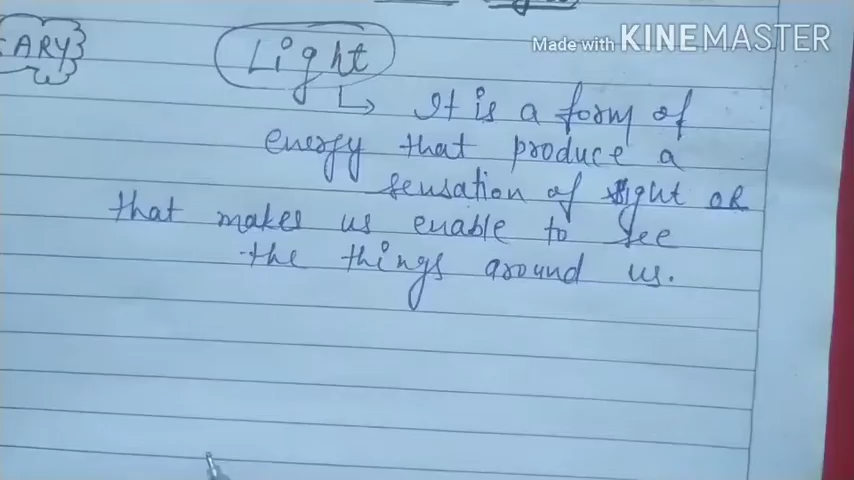 Made with KINEMASTER
ARY
Light
It is a form of
energy that produce a
sensation of sight OR
that makes us enable to see
the things around us.